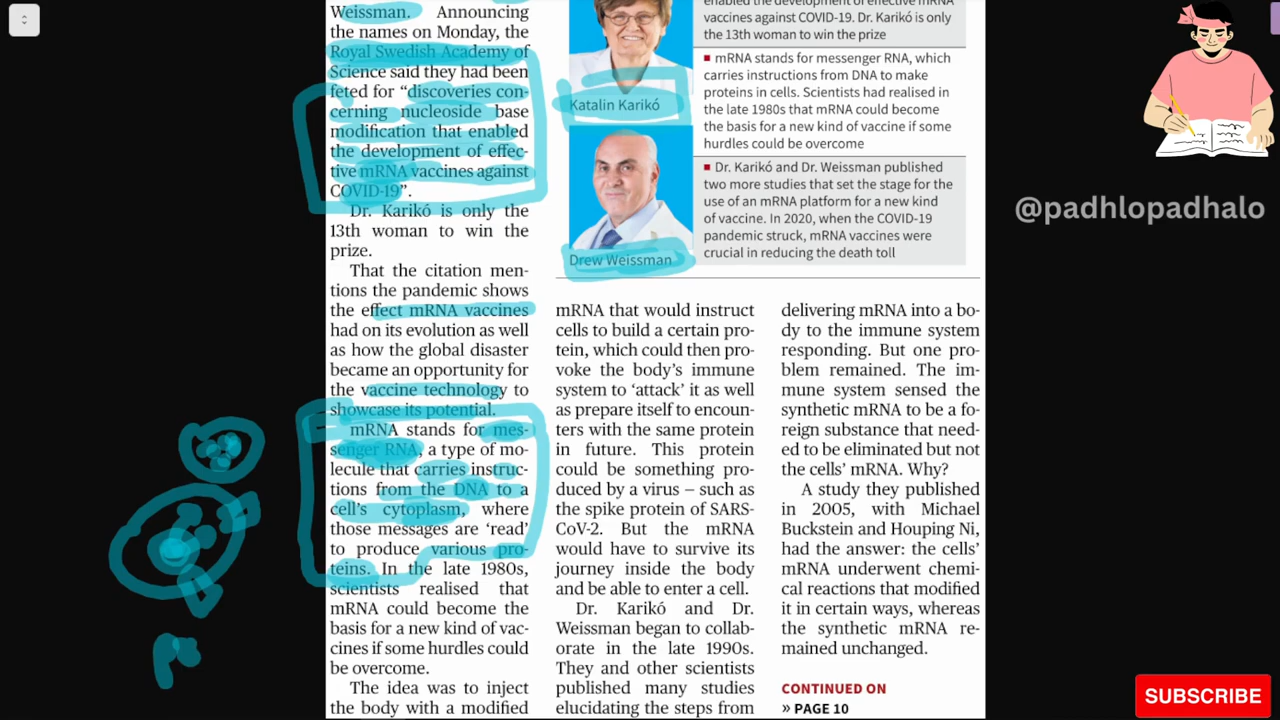 Weissman. Announcing
the names on Monday, the
Royal Swedish Academy of
Science said they had been
feted for “discoveries con-
cerning nucleoside base
modification that enabled
the development of effec-
tive mRNA vaccines against
COVID-19”.
Dr. Karikó is only the
13th woman to win the
prize.
That the citation men-
tions the pandemic shows
the effect mRNA vaccines
had on its evolution as well
as how the global disaster
became an opportunity for
the vaccine technology to
showcase its potential.
mRNA stands for mes-
senger RNA, a type of mo-
lecule that carries instruc-
tions from the DNA to a
cell’s cytoplasm, where
those messages are ‘read’
to produce various pro-
teins. In the late 1980s,
scientists realised that
mRNA could become the
basis for a new kind of vac-
cines if some hurdles could
be overcome.
The idea was to inject
the body with a modified
Katalin Karikó
Drew Weissman
enabled the development of effective mRNA
vaccines against COVID-19. Dr. Karikó is only
the 13th woman to win the prize
■ mRNA stands for messenger RNA, which
carries instructions from DNA to make
proteins in cells. Scientists had realised in
the late 1980s that mRNA could become
the basis for a new kind of vaccine if some
hurdles could be overcome
■ Dr. Karikó and Dr. Weissman published
two more studies that set the stage for the
use of an mRNA platform for a new kind
of vaccine. In 2020, when the COVID-19
pandemic struck, mRNA vaccines were
crucial in reducing the death toll
mRNA that would instruct
cells to build a certain pro-
tein, which could then pro-
voke the body’s immune
system to ‘attack’ it as well
as prepare itself to encoun-
ters with the same protein
in future. This protein
could be something pro-
duced by a virus – such as
the spike protein of SARS-
CoV-2. But the mRNA
would have to survive its
journey inside the body
and be able to enter a cell.
Dr. Karikó and Dr.
Weissman began to collab-
orate in the late 1990s.
They and other scientists
published many studies
elucidating the steps from
delivering mRNA into a bo-
dy to the immune system
responding. But one pro-
blem remained. The im-
mune system sensed the
synthetic mRNA to be a fo-
reign substance that need-
ed to be eliminated but not
the cells’ mRNA. Why?
A study they published
in 2005, with Michael
Buckstein and Houping Ni,
had the answer: the cells’
mRNA underwent chemi-
cal reactions that modified
it in certain ways, whereas
the synthetic mRNA re-
mained unchanged.
CONTINUED ON
» PAGE 10
@padhlopadhalo
SUBSCRIBE